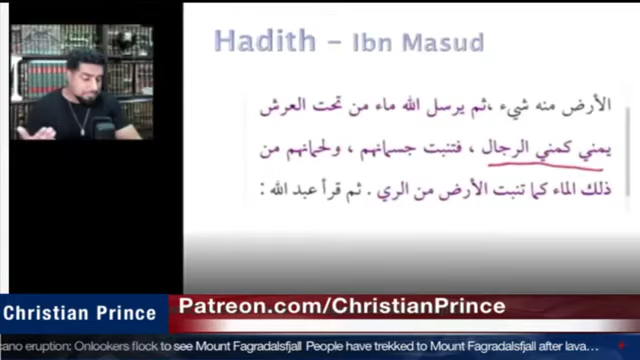 Hadith - Ibn Masud
الأرض منه شيء ،ثم يرسل الله ماء من تحت العرش
يمني كمني الرجال ، فتنبت جسمانهم ، ولحمانهم من
ذلك الماء كما تنبت الأرض من الري . ثم قرأ عبد الله :
Christian Prince
Patreon.com/ChristianPrince
cano eruption: Onlookers flock to see Mount Fagradalsfjall People have trekked to Mount Fagradalsfjall after lava…